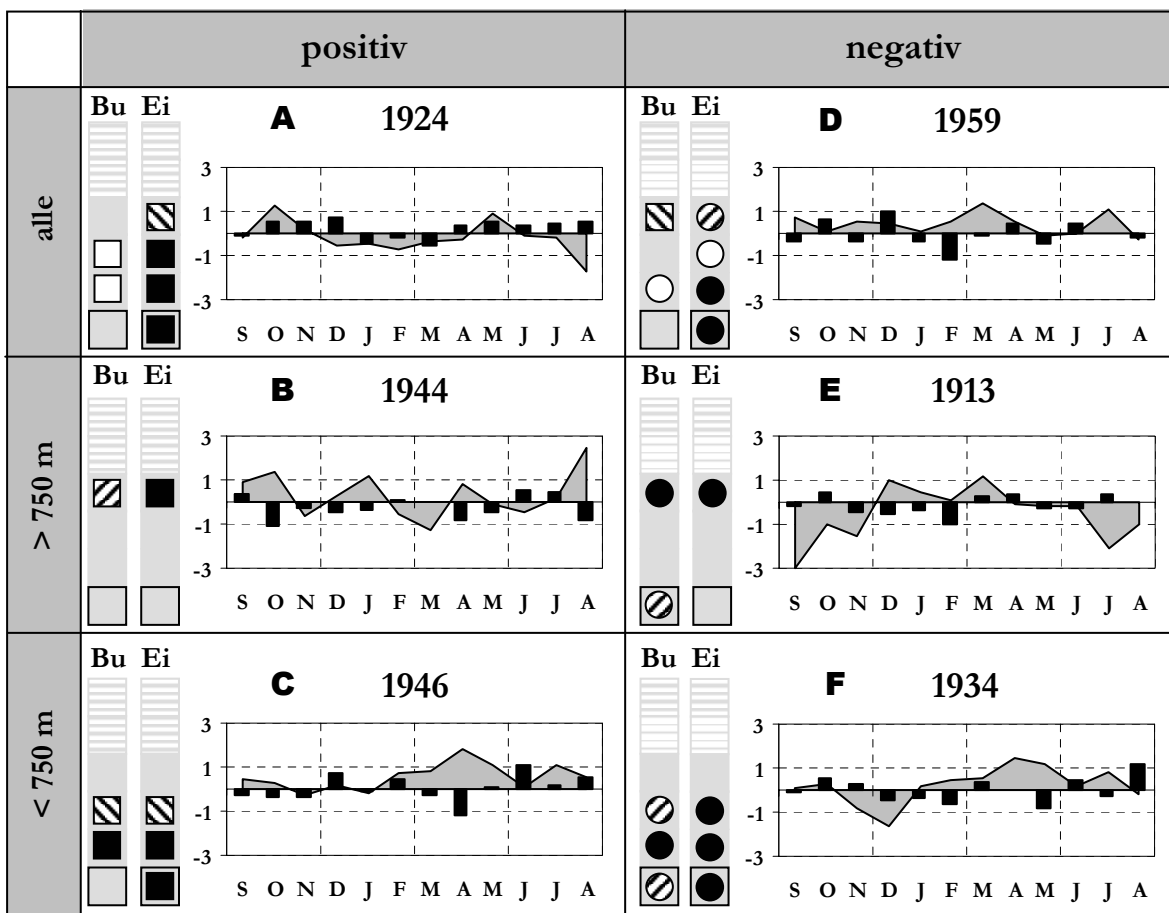 positiv negativ
alle
Bu Ei A 1924
3
1
-1
-3
S O N D J F M A M J J A
Bu Ei D 1959
3
1
-1
-3
S O N D J F M A M J J A
> 750 m
Bu Ei B 1944
3
1
-1
-3
S O N D J F M A M J J A
Bu Ei E 1913
3
1
-1
-3
S O N D J F M A M J J A
< 750 m
Bu Ei C 1946
3
1
-1
-3
S O N D J F M A M J J A
Bu Ei F 1934
3
1
-1
-3
S O N D J F M A M J J A